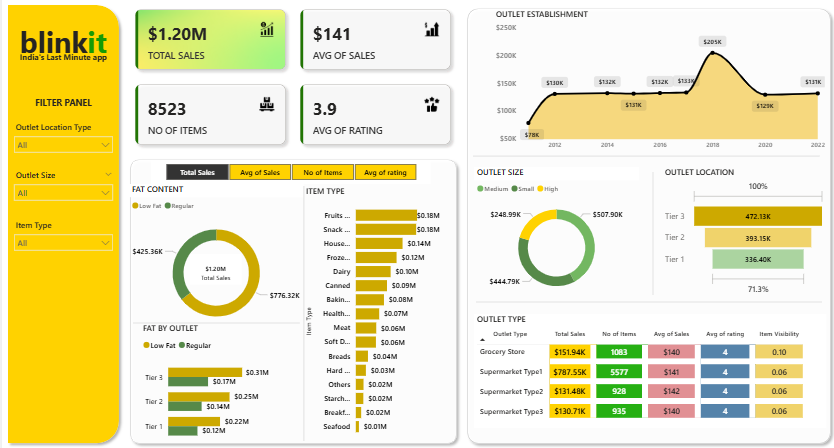 blinkit
India's Last Minute app
FILTER PANEL
Outlet Location Type
All
Outlet Size
All
Item Type
All
$1.20M
TOTAL SALES
$141
AVG OF SALES
8523
NO OF ITEMS
3.9
AVG OF RATING
Total Sales
Avg of Sales
No of Items
Avg of rating
FAT CONTENT
Low Fat
Regular
$425.36K
$1.20M
Total Sales
$776.32K
FAT BY OUTLET
Low Fat
Regular
Tier 3
$0.31M
$0.17M
Tier 2
$0.25M
$0.14M
Tier 1
$0.22M
$0.12M
ITEM TYPE
Item Type
Fruits ... $0.18M
Snack ... $0.18M
House... $0.14M
Froze... $0.12M
Dairy $0.10M
Canned $0.09M
Bakin... $0.08M
Health... $0.07M
Meat $0.06M
Soft D... $0.06M
Breads $0.04M
Hard ... $0.03M
Others $0.02M
Starch... $0.02M
Breakf... $0.02M
Seafood $0.01M
OUTLET ESTABLISHMENT
$250K
$200K
$150K
$100K
$50K
$78K
$130K
$132K
$131K
$132K
$133K
$205K
$129K
$131K
2012
2014
2016
2018
2020
2022
OUTLET SIZE
Medium
Small
High
$248.99K
$507.90K
$444.79K
OUTLET LOCATION
100%
Tier 3 472.13K
Tier 2 393.15K
Tier 1 336.40K
71.3%
OUTLET TYPE
Outlet Type Total Sales No of Items Avg of Sales Avg of rating Item Visibility
Grocery Store $151.94K 1083 $140 4 0.10
Supermarket Type1 $787.55K 5577 $141 4 0.06
Supermarket Type2 $131.48K 928 $142 4 0.06
Supermarket Type3 $130.71K 935 $140 4 0.06